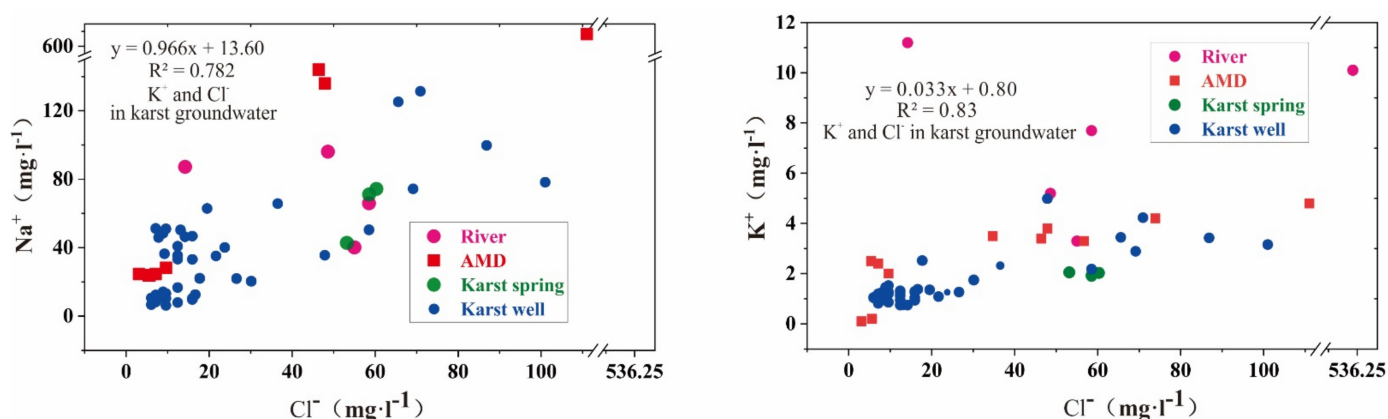 600
120
80
40
0
Na⁺ (mg·l⁻¹)
y = 0.966x + 13.60
R² = 0.782
K⁺ and Cl⁻
in karst groundwater
River
AMD
Karst spring
Karst well
0 20 40 60 80 100 536.25
Cl⁻ (mg·l⁻¹)
12
10
8
6
4
2
0
K⁺ (mg·l⁻¹)
y = 0.033x + 0.80
R² = 0.83
K⁺ and Cl⁻ in karst groundwater
River
AMD
Karst spring
Karst well
0 20 40 60 80 100 536.25
Cl⁻ (mg·l⁻¹)